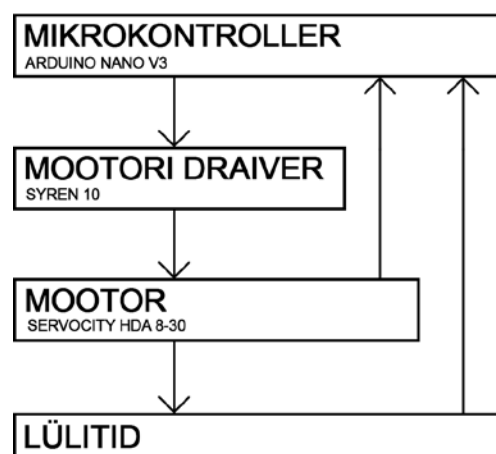 MIKROKONTROLLER
ARDUINO NANO V3
MOOTORI DRAIVER
SYREN 10
MOOTOR
SERVOCITY HDA 8-30
LÜLITID